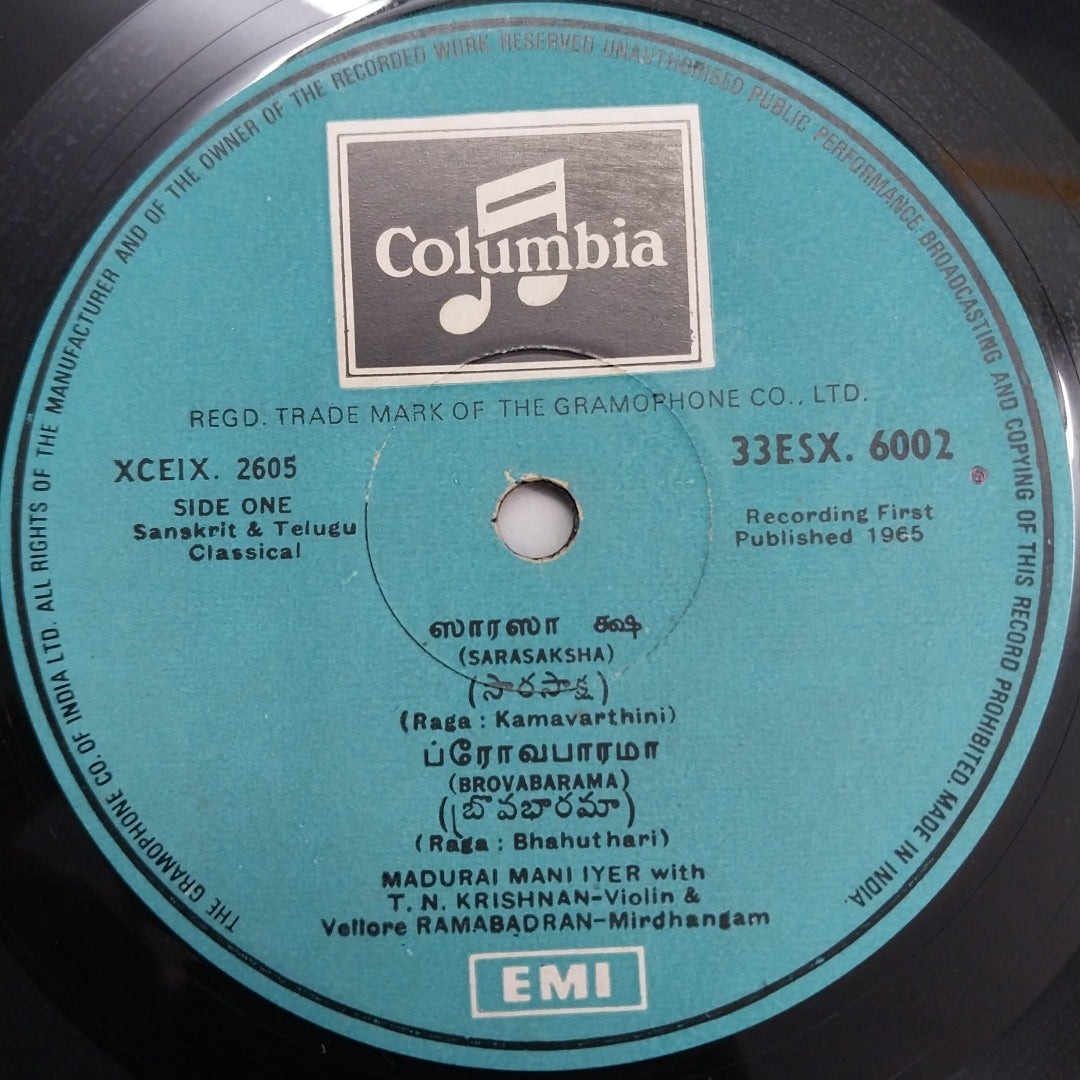 THE GRAMOPHONE CO. OF INDIA LTD. ALL RIGHTS OF THE MANUFACTURER AND OF THE OWNER OF THE RECORDED WORK RESERVED UNAUTHORISED PUBLIC PERFORMANCE BROADCASTING AND COPYING OF THIS RECORD PROHIBITED. MADE IN INDIA.
Columbia
REGD. TRADE MARK OF THE GRAMOPHONE CO., LTD.
XCEIX. 2605
SIDE ONE
Sanskrit & Telugu
Classical
33ESX. 6002
Recording First
Published 1965
ஸாரஸா க்ஷ
(SARASAKSHA)
(సారసాక్ష)
(Raga : Kamavarthini)
ப்ரோவபாரமா
(BROVABARAMA)
(బ్రొవభారమా)
(Raga : Bhahuthari)
MADURAI MANI IYER with
T. N. KRISHNAN-Violin &
Vellore RAMABADRAN-Mirdhangam
EMI